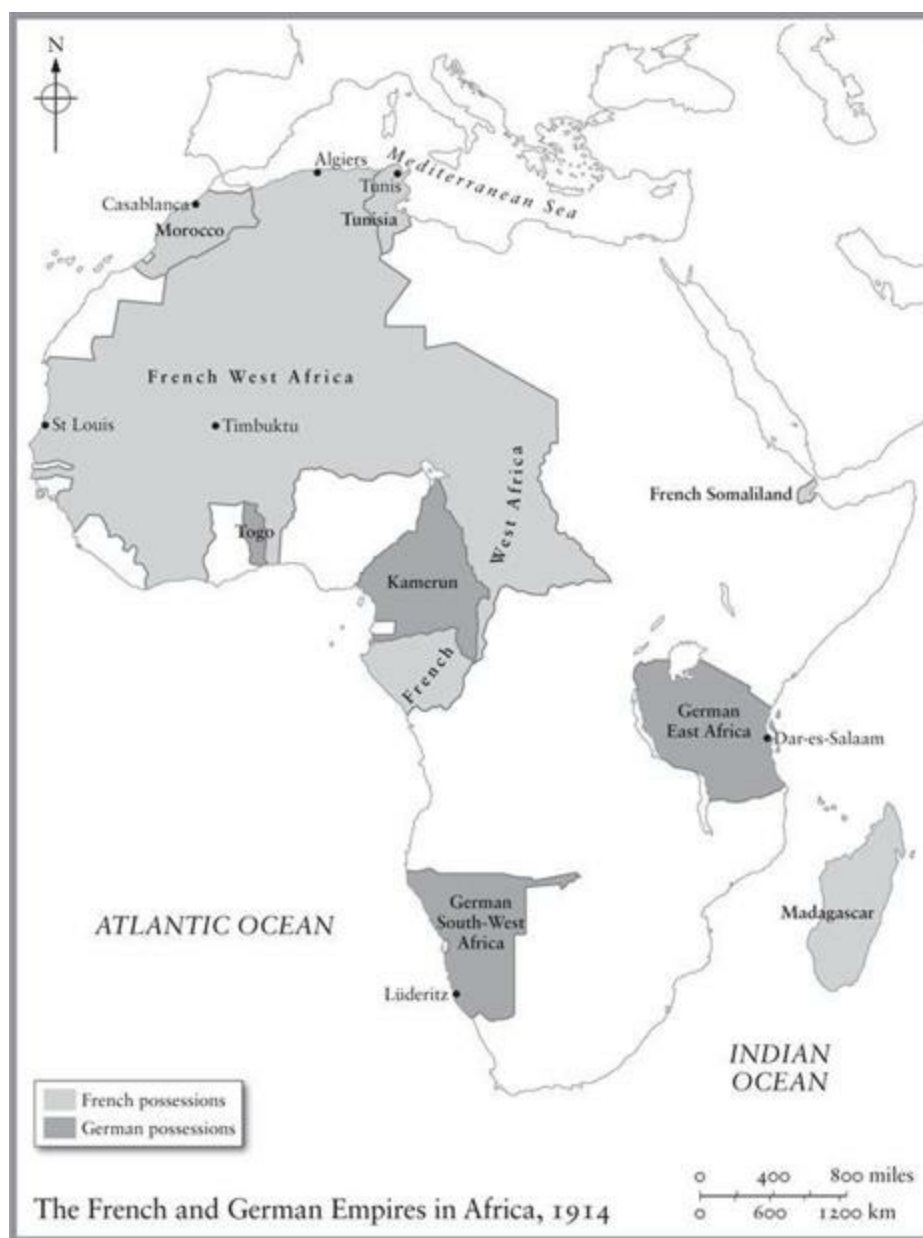 N
Algiers
Mediterranean Sea
Tunis
Casablanca
Morocco
Tunisia
French West Africa
St Louis
Timbuktu
West Africa
French Somaliland
Togo
Kamerun
French
German
East Africa
Dar-es-Salaam
German
South-West
Africa
Madagascar
ATLANTIC OCEAN
Lüderitz
INDIAN
OCEAN
French possessions
German possessions
0 400 800 miles
0 600 1200 km
The French and German Empires in Africa, 1914